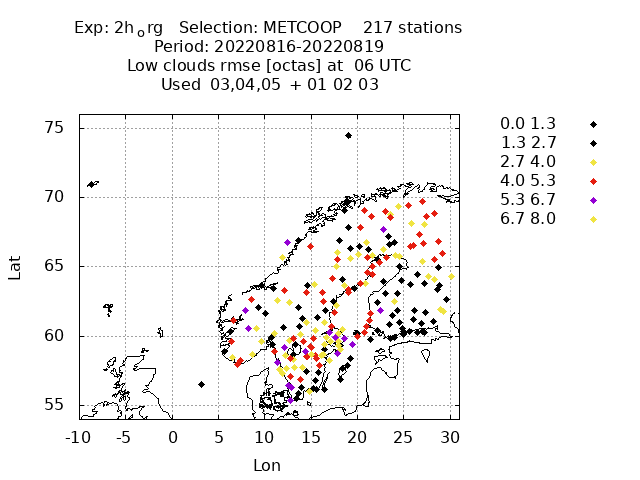 Exp: 2h_org Selection: METCOOP 217 stations
Period: 20220816-20220819
Low clouds rmse [octas] at 06 UTC
Used 03,04,05 + 01 02 03
0.0 1.3
1.3 2.7
2.7 4.0
4.0 5.3
5.3 6.7
6.7 8.0
75
70
65
60
55
Lat
-10 -5 0 5 10 15 20 25 30
Lon